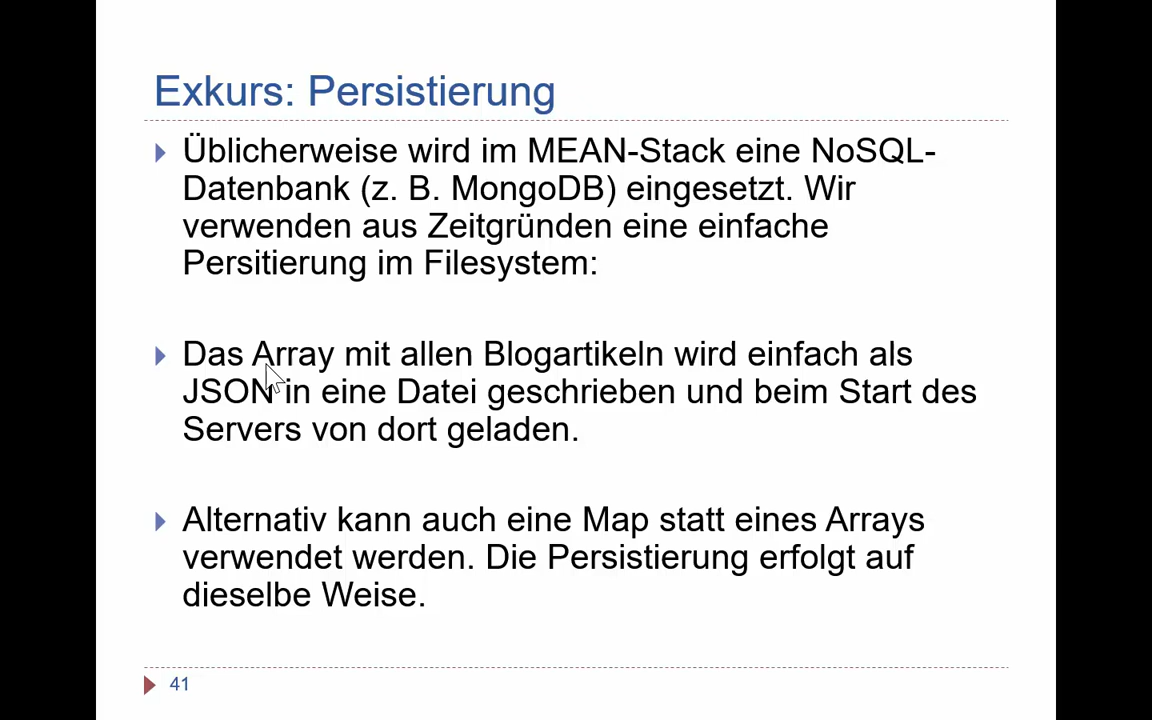 Exkurs: Persistierung
Üblicherweise wird im MEAN-Stack eine NoSQL-
Datenbank (z. B. MongoDB) eingesetzt. Wir
verwenden aus Zeitgründen eine einfache
Persitierung im Filesystem:
Das Array mit allen Blogartikeln wird einfach als
JSON in eine Datei geschrieben und beim Start des
Servers von dort geladen.
Alternativ kann auch eine Map statt eines Arrays
verwendet werden. Die Persistierung erfolgt auf
dieselbe Weise.
41